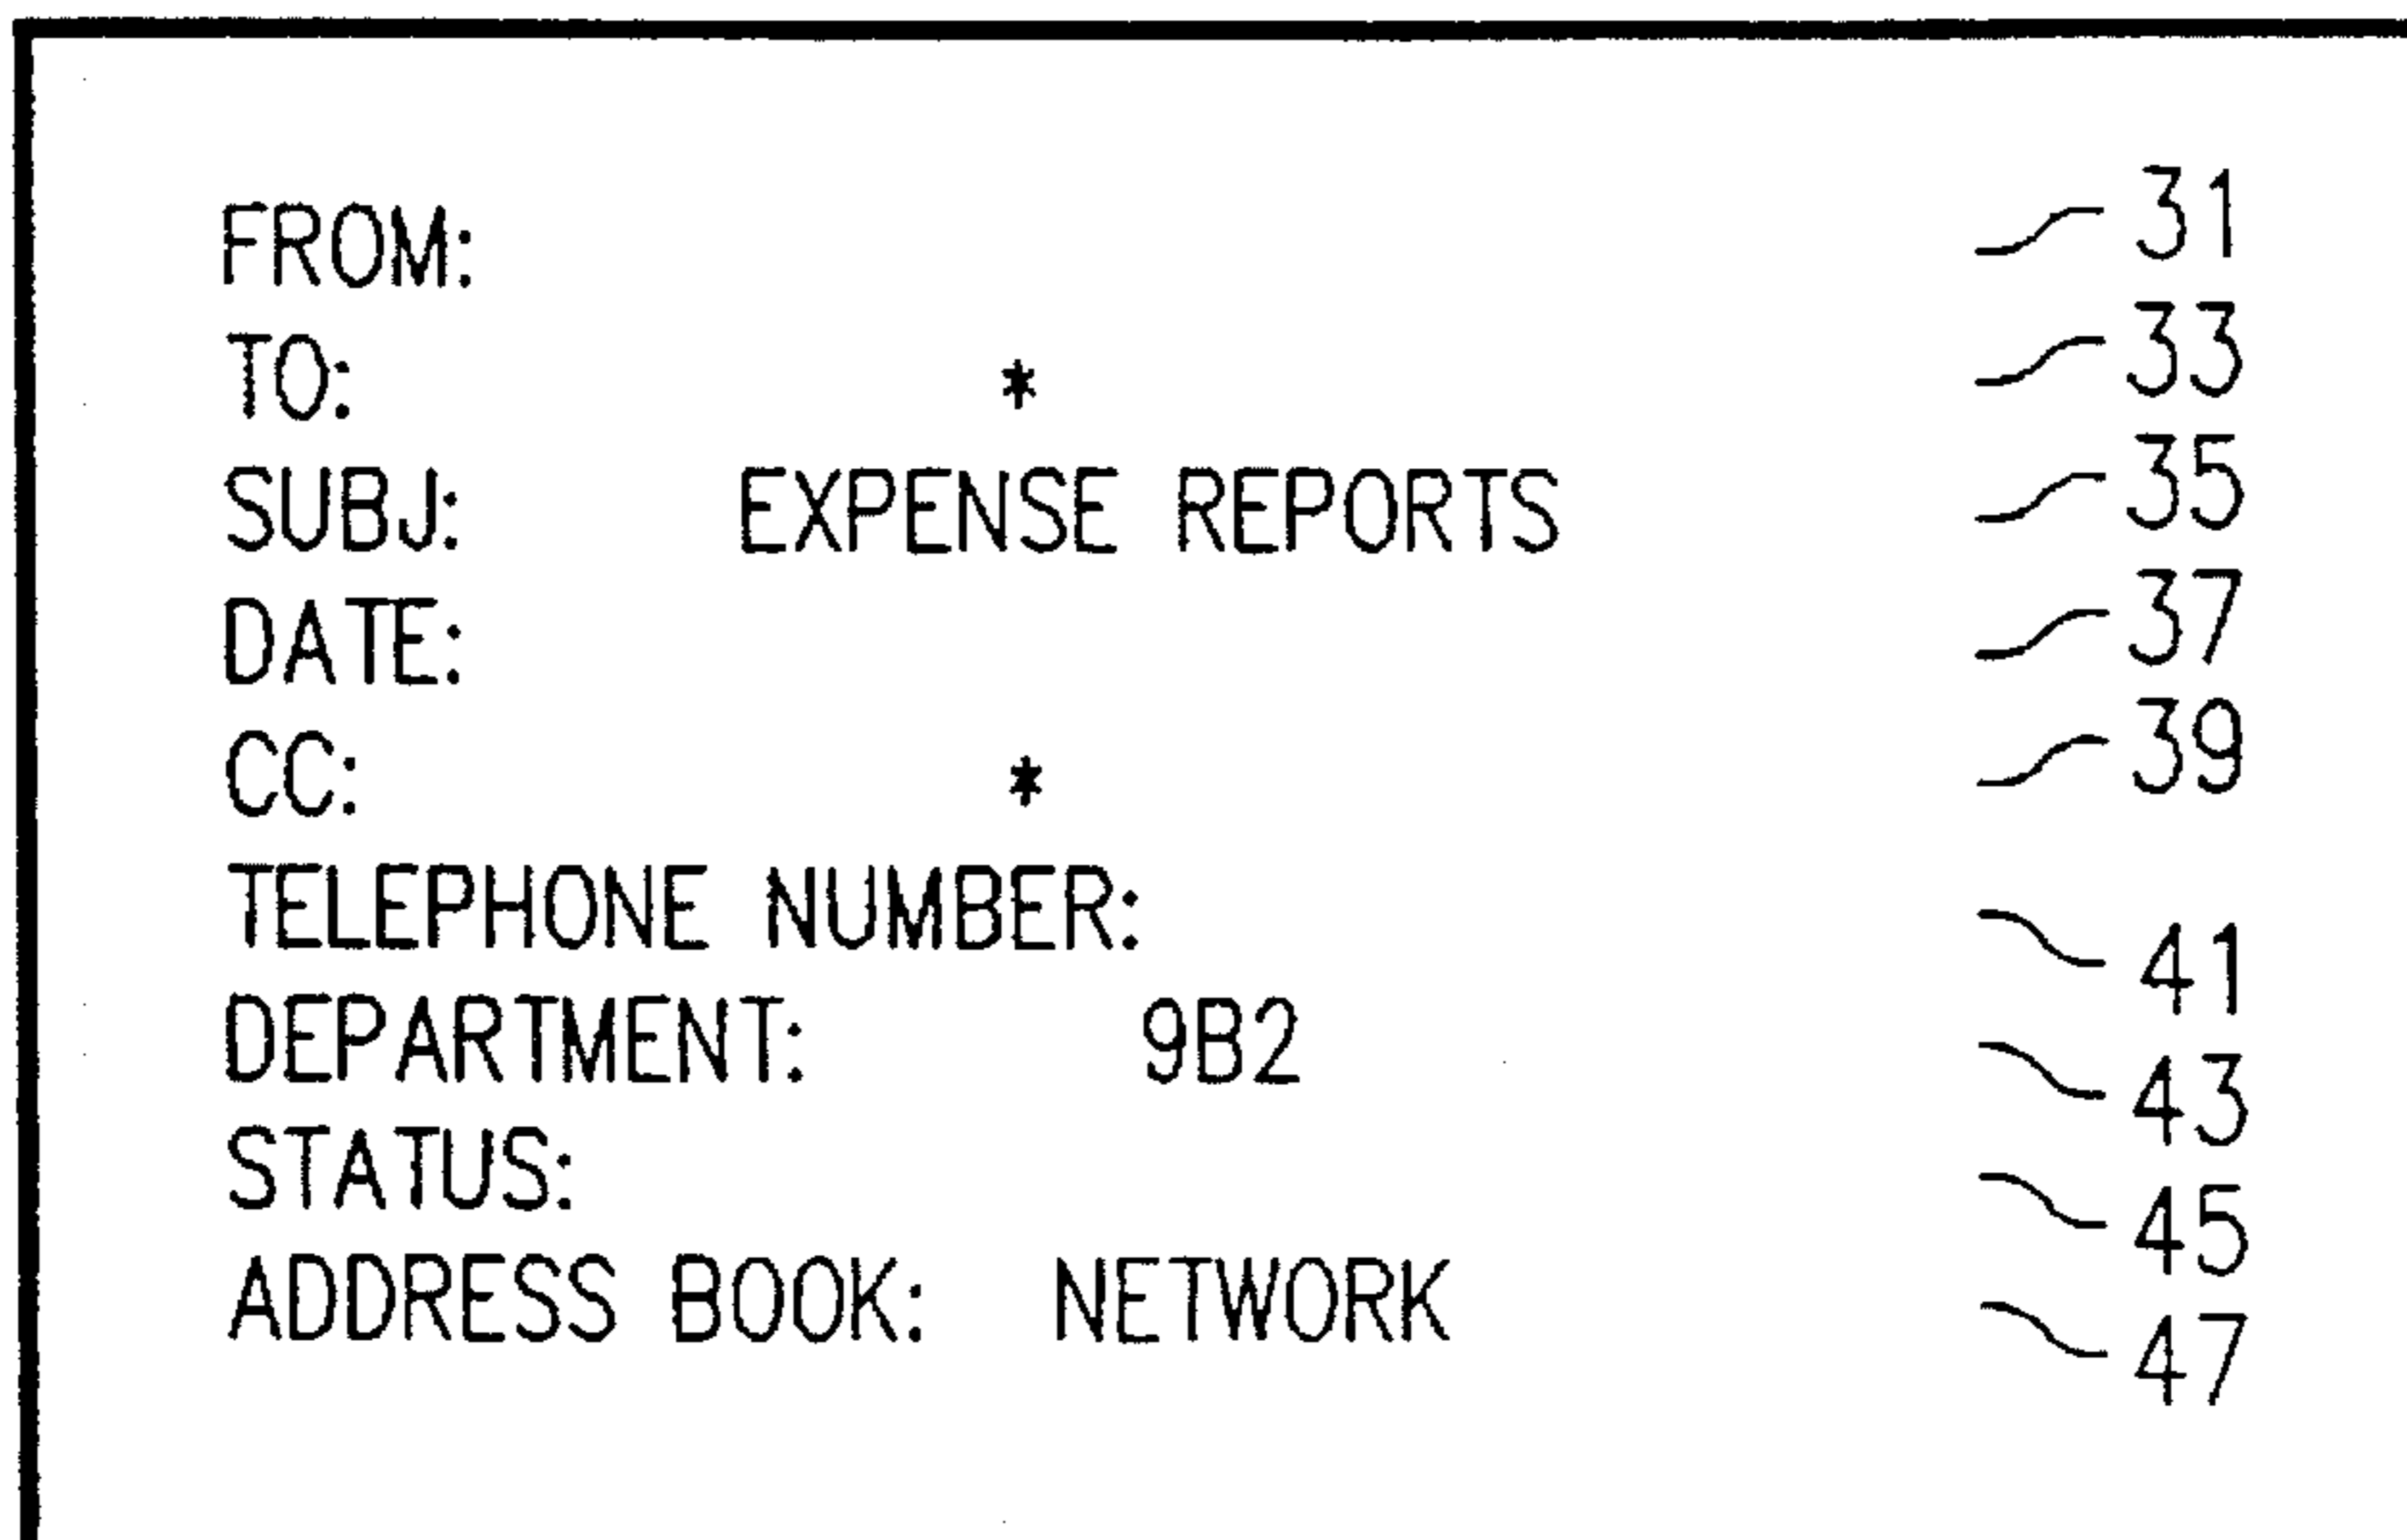 FROM: 31
TO: * 33
SUBJ: EXPENSE REPORTS 35
DATE: 37
CC: * 39
TELEPHONE NUMBER: 41
DEPARTMENT: 9B2 43
STATUS: 45
ADDRESS BOOK: NETWORK 47